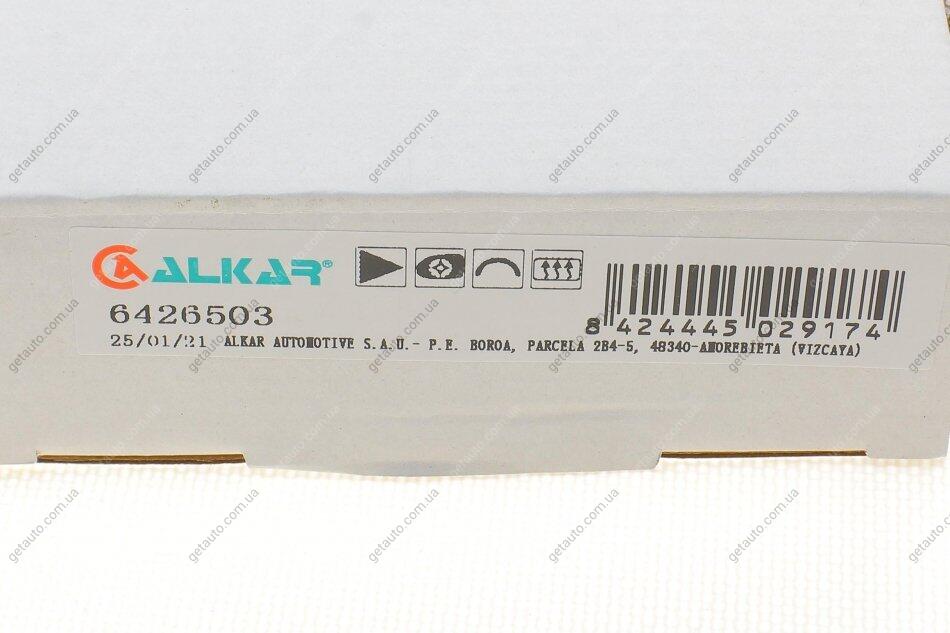 ALKAR®
6426503
8 424445 029174
25/01/21 ALKAR AUTOMOTIVE S.A.U.- P.E. BOROA, PARCELA 2B4-5, 48340-AMOREBIETA (VIZCAYA)
getauto.com.ua